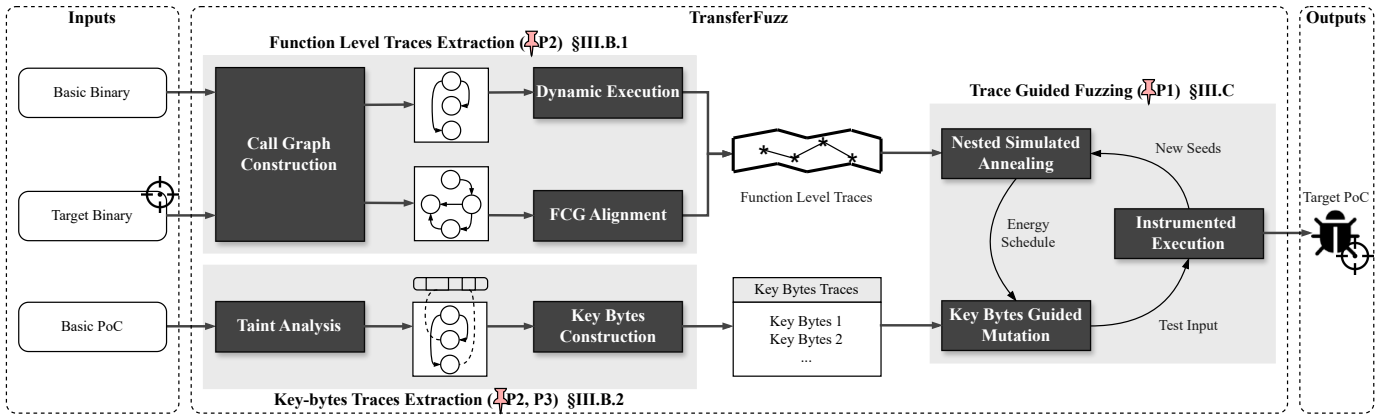 Inputs
TransferFuzz
Outputs
Function Level Traces Extraction (P2) §III.B.1
Basic Binary
Target Binary
Call Graph
Construction
Dynamic Execution
FCG Alignment
Function Level Traces
Trace Guided Fuzzing (P1) §III.C
Nested Simulated
Annealing
New Seeds
Energy
Schedule
Instrumented
Execution
Key Bytes Guided
Mutation
Test Input
Target PoC
Basic PoC
Taint Analysis
Key Bytes
Construction
Key Bytes Traces
Key Bytes 1
Key Bytes 2
...
Key-bytes Traces Extraction (P2, P3) §III.B.2